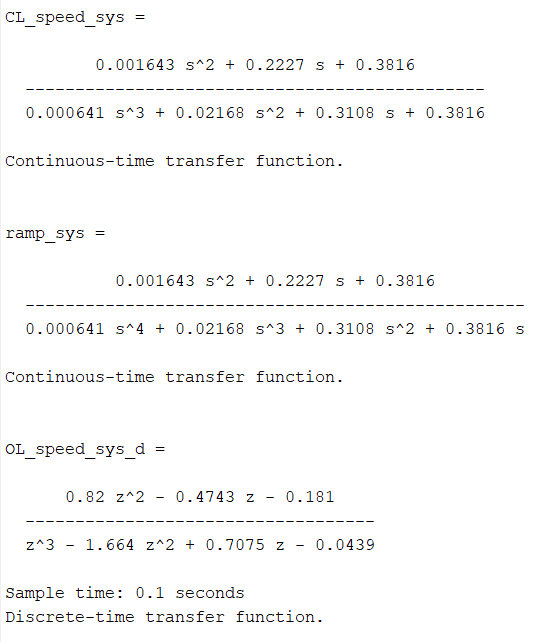 CL_speed_sys =
0.001643 s^2 + 0.2227 s + 0.3816
----------------------------------------------
0.000641 s^3 + 0.02168 s^2 + 0.3108 s + 0.3816
Continuous-time transfer function.
ramp_sys =
0.001643 s^2 + 0.2227 s + 0.3816
--------------------------------------------------
0.000641 s^4 + 0.02168 s^3 + 0.3108 s^2 + 0.3816 s
Continuous-time transfer function.
OL_speed_sys_d =
0.82 z^2 - 0.4743 z - 0.181
-----------------------------------
z^3 - 1.664 z^2 + 0.7075 z - 0.0439
Sample time: 0.1 seconds
Discrete-time transfer function.